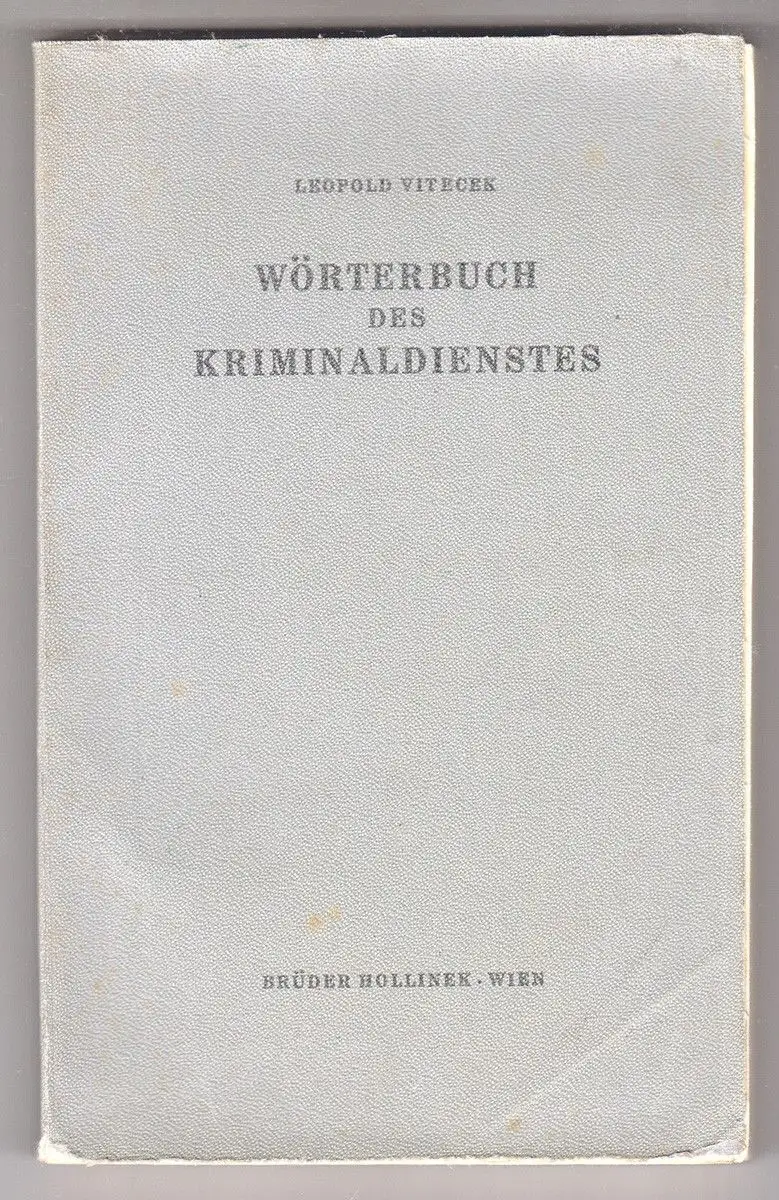 LEOPOLD VITECEK
WÖRTERBUCH
DES
KRIMINALDIENSTES
BRÜDER HOLLINEK · WIEN